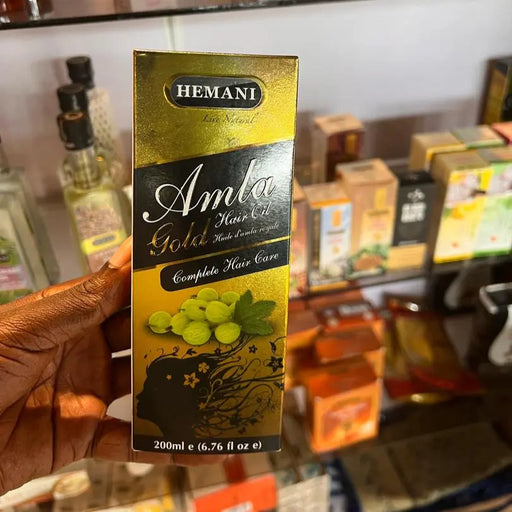 HEMANI
Live Natural
Amla
Hair Oil
Gold Huile d'amla royale
Complete Hair Care
200ml e (6.76 fl oz e)